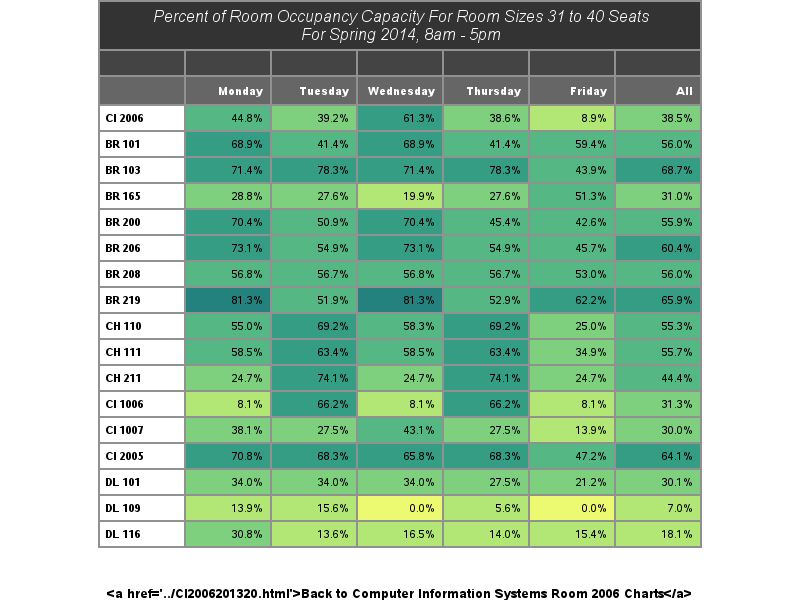 Percent of Room Occupancy Capacity For Room Sizes 31 to 40 Seats
For Spring 2014, 8am - 5pm
Monday Tuesday Wednesday Thursday Friday All
CI 2006 44.8% 39.2% 61.3% 38.6% 8.9% 38.5%
BR 101 68.9% 41.4% 68.9% 41.4% 59.4% 56.0%
BR 103 71.4% 78.3% 71.4% 78.3% 43.9% 68.7%
BR 165 28.8% 27.6% 19.9% 27.6% 51.3% 31.0%
BR 200 70.4% 50.9% 70.4% 45.4% 42.6% 55.9%
BR 206 73.1% 54.9% 73.1% 54.9% 45.7% 60.4%
BR 208 56.8% 56.7% 56.8% 56.7% 53.0% 56.0%
BR 219 81.3% 51.9% 81.3% 52.9% 62.2% 65.9%
CH 110 55.0% 69.2% 58.3% 69.2% 25.0% 55.3%
CH 111 58.5% 63.4% 58.5% 63.4% 34.9% 55.7%
CH 211 24.7% 74.1% 24.7% 74.1% 24.7% 44.4%
CI 1006 8.1% 66.2% 8.1% 66.2% 8.1% 31.3%
CI 1007 38.1% 27.5% 43.1% 27.5% 13.9% 30.0%
CI 2005 70.8% 68.3% 65.8% 68.3% 47.2% 64.1%
DL 101 34.0% 34.0% 34.0% 27.5% 21.2% 30.1%
DL 109 13.9% 15.6% 0.0% 5.6% 0.0% 7.0%
DL 116 30.8% 13.6% 16.5% 14.0% 15.4% 18.1%
<a href='../CI2006201320.html'>Back to Computer Information Systems Room 2006 Charts</a>